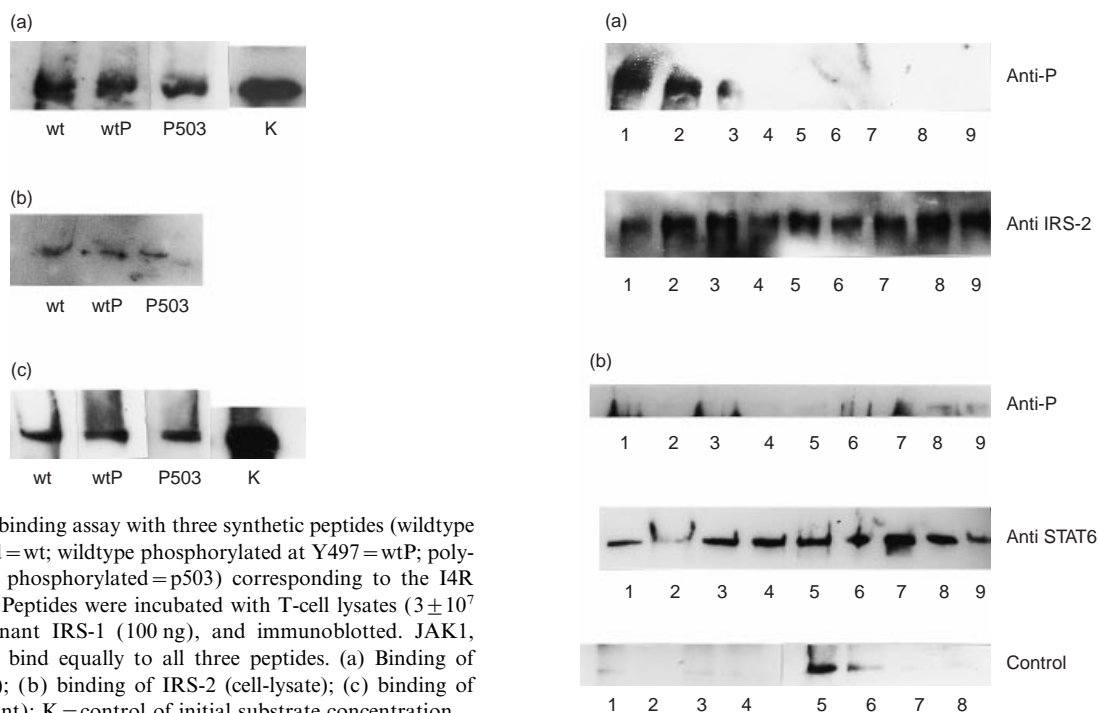 (a)
wt wtP P503 K
(b)
wt wtP P503
(c)
wt wtP P503 K
binding assay with three synthetic peptides (wildtype
=wt; wildtype phosphorylated at Y497=wtP; poly-
phosphorylated=p503) corresponding to the I4R
Peptides were incubated with T-cell lysates (3±10⁷
nant IRS-1 (100 ng), and immunoblotted. JAK1,
bind equally to all three peptides. (a) Binding of
); (b) binding of IRS-2 (cell-lysate); (c) binding of
nt); K=control of initial substrate concentration
(a)
Anti-P
1 2 3 4 5 6 7 8 9
Anti IRS-2
1 2 3 4 5 6 7 8 9
(b)
Anti-P
1 2 3 4 5 6 7 8 9
Anti STAT6
1 2 3 4 5 6 7 8 9
Control
1 2 3 4 5 6 7 8